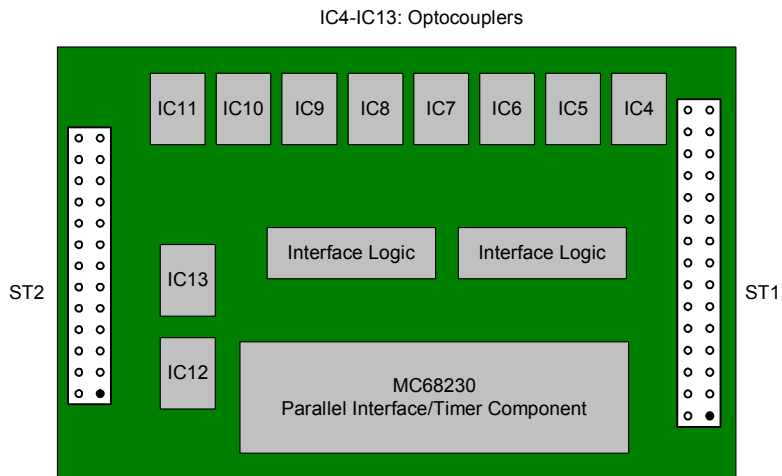 IC4-IC13: Optocouplers
IC11 IC10 IC9 IC8 IC7 IC6 IC5 IC4
Interface Logic Interface Logic
IC13
ST2 ST1
IC12
MC68230
Parallel Interface/Timer Component